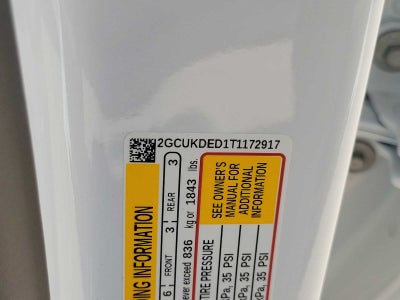 2GCUKDED1T1172917
NG INFORMATION
6 FRONT 3 REAR 3
ever exceed 836 kg or 1843 lbs.
TIRE PRESSURE
kPa, 35 PSI
kPa, 35 PSI
kPa, 35 PSI
SEE OWNER'S
MANUAL FOR
ADDITIONAL
INFORMATION